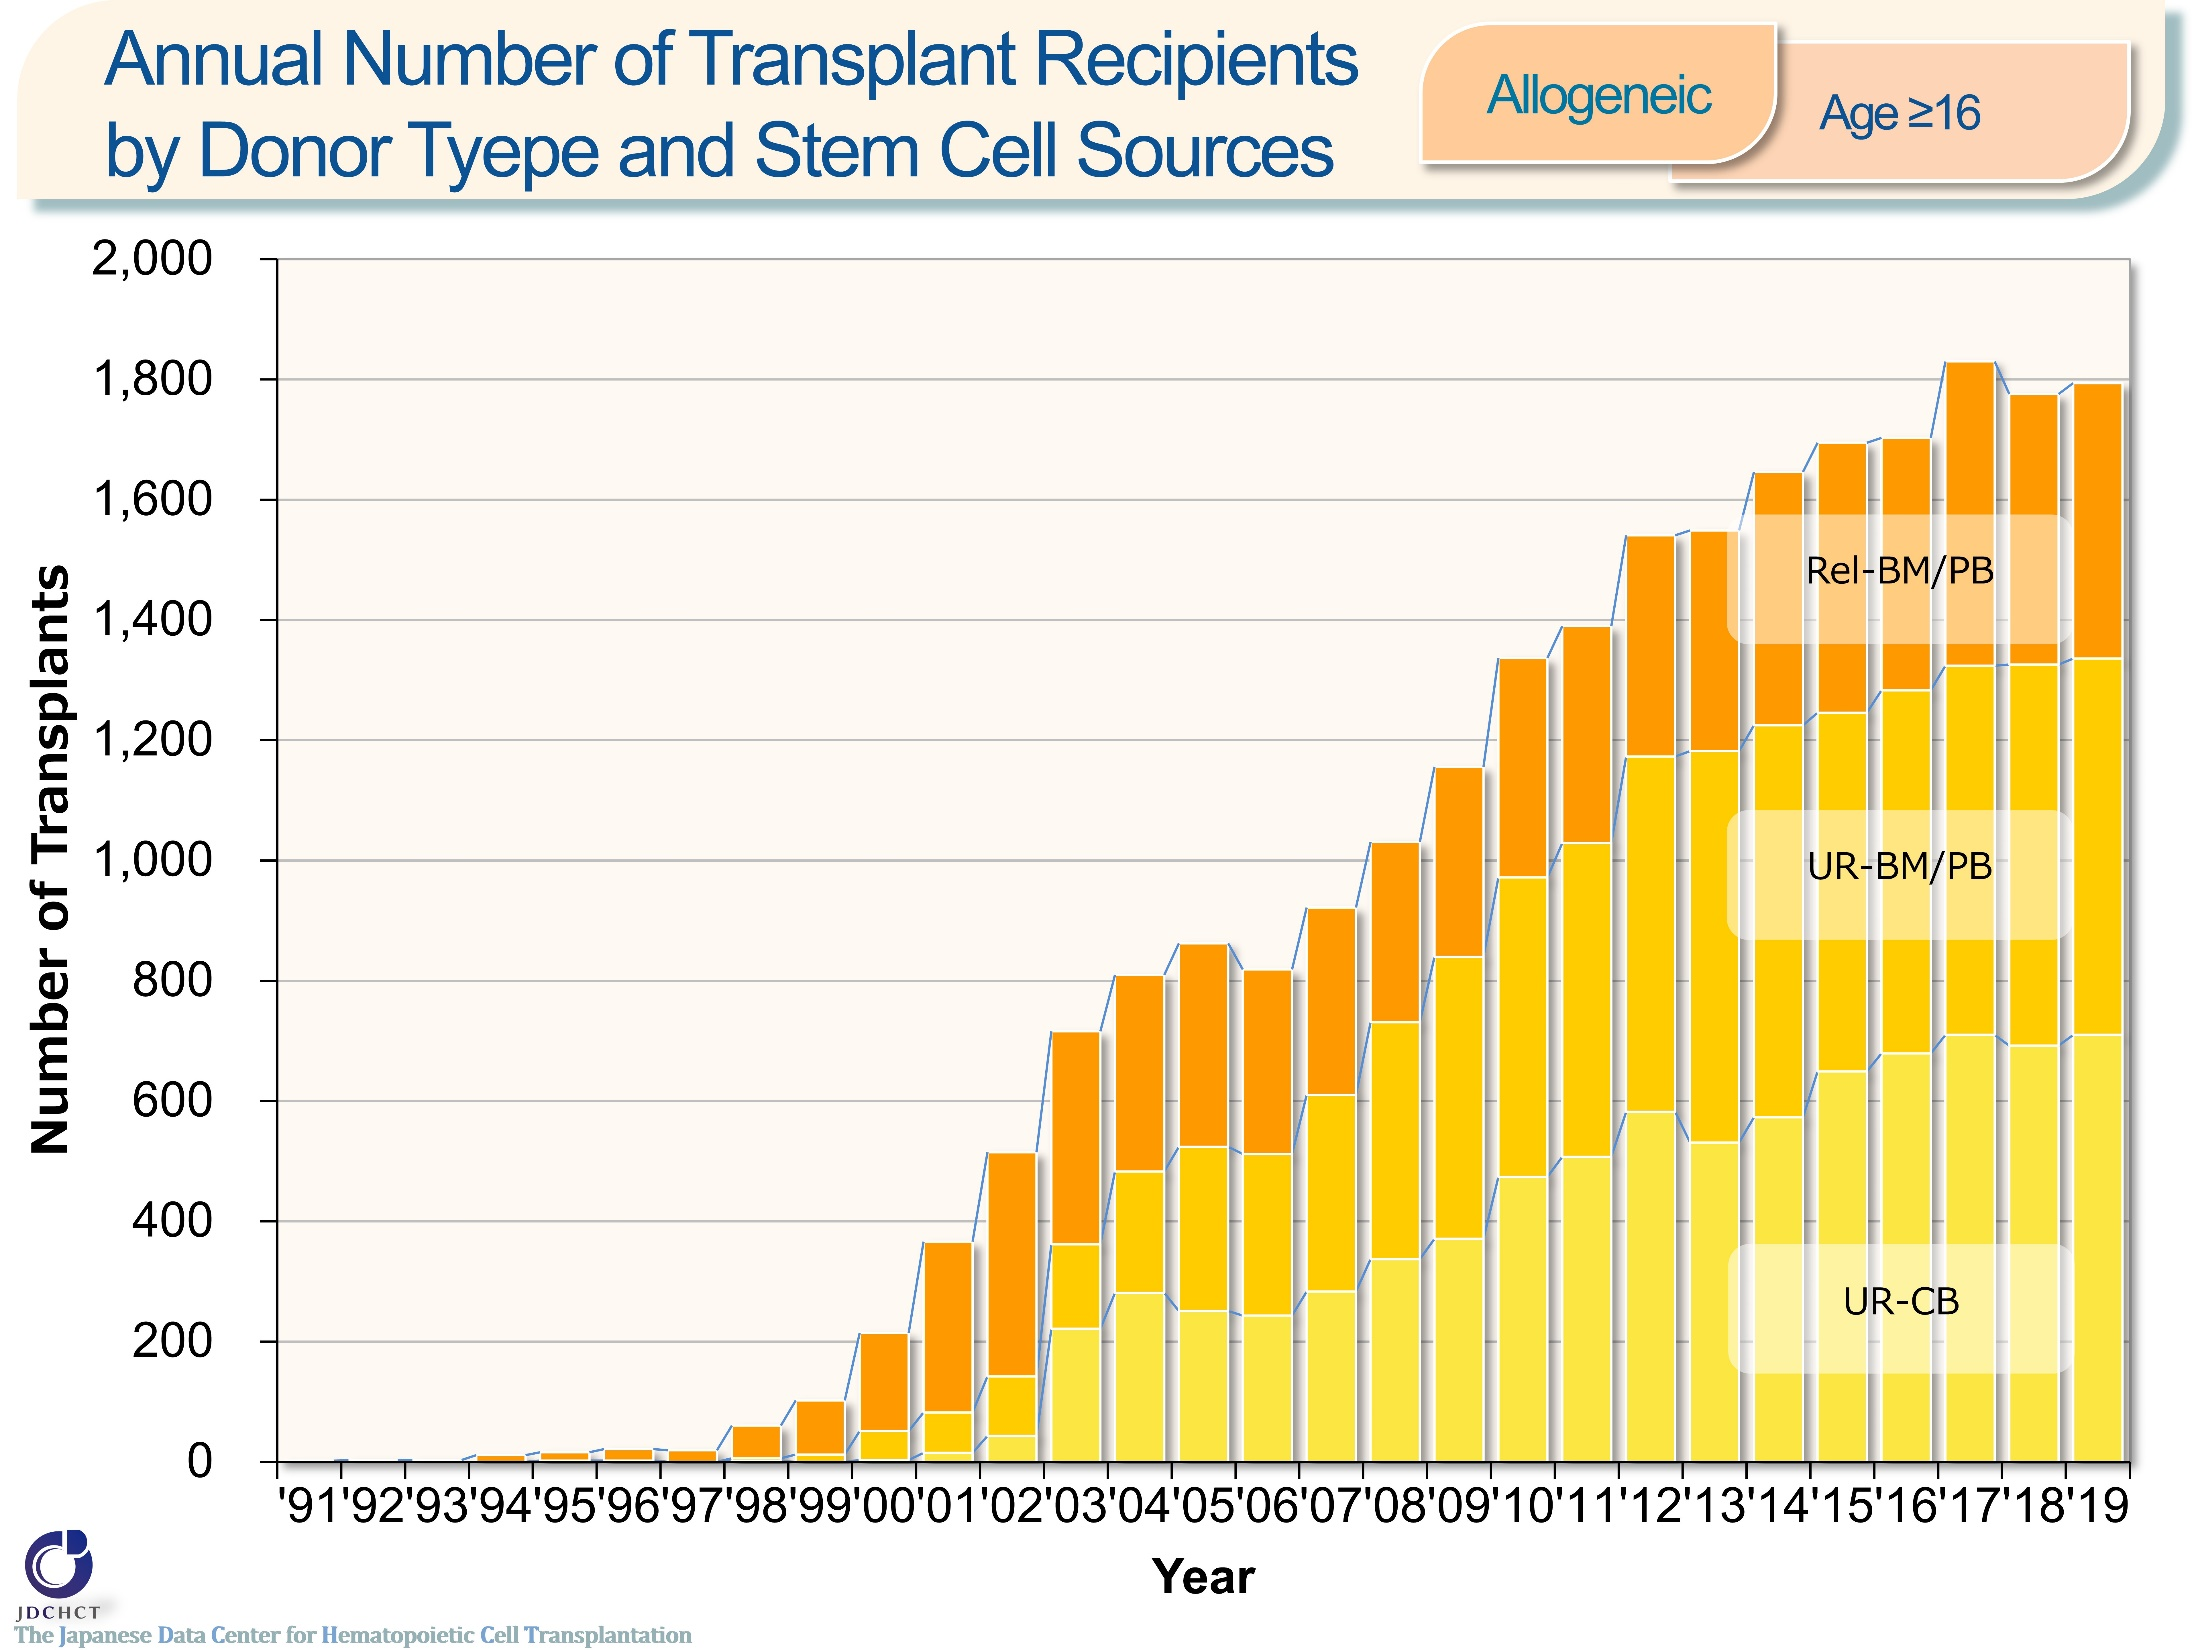 Annual Number of Transplant Recipients
by Donor Tyepe and Stem Cell Sources
Allogeneic
Age ≥16
2,000
1,800
1,600
1,400
1,200
1,000
800
600
400
200
0
Number of Transplants
Rel-BM/PB
UR-BM/PB
UR-CB
'91 '92 '93 '94 '95 '96 '97 '98 '99 '00 '01 '02 '03 '04 '05 '06 '07 '08 '09 '10 '11 '12 '13 '14 '15 '16 '17 '18 '19
Year
JDCHCT
The Japanese Data Center for Hematopoietic Cell Transplantation